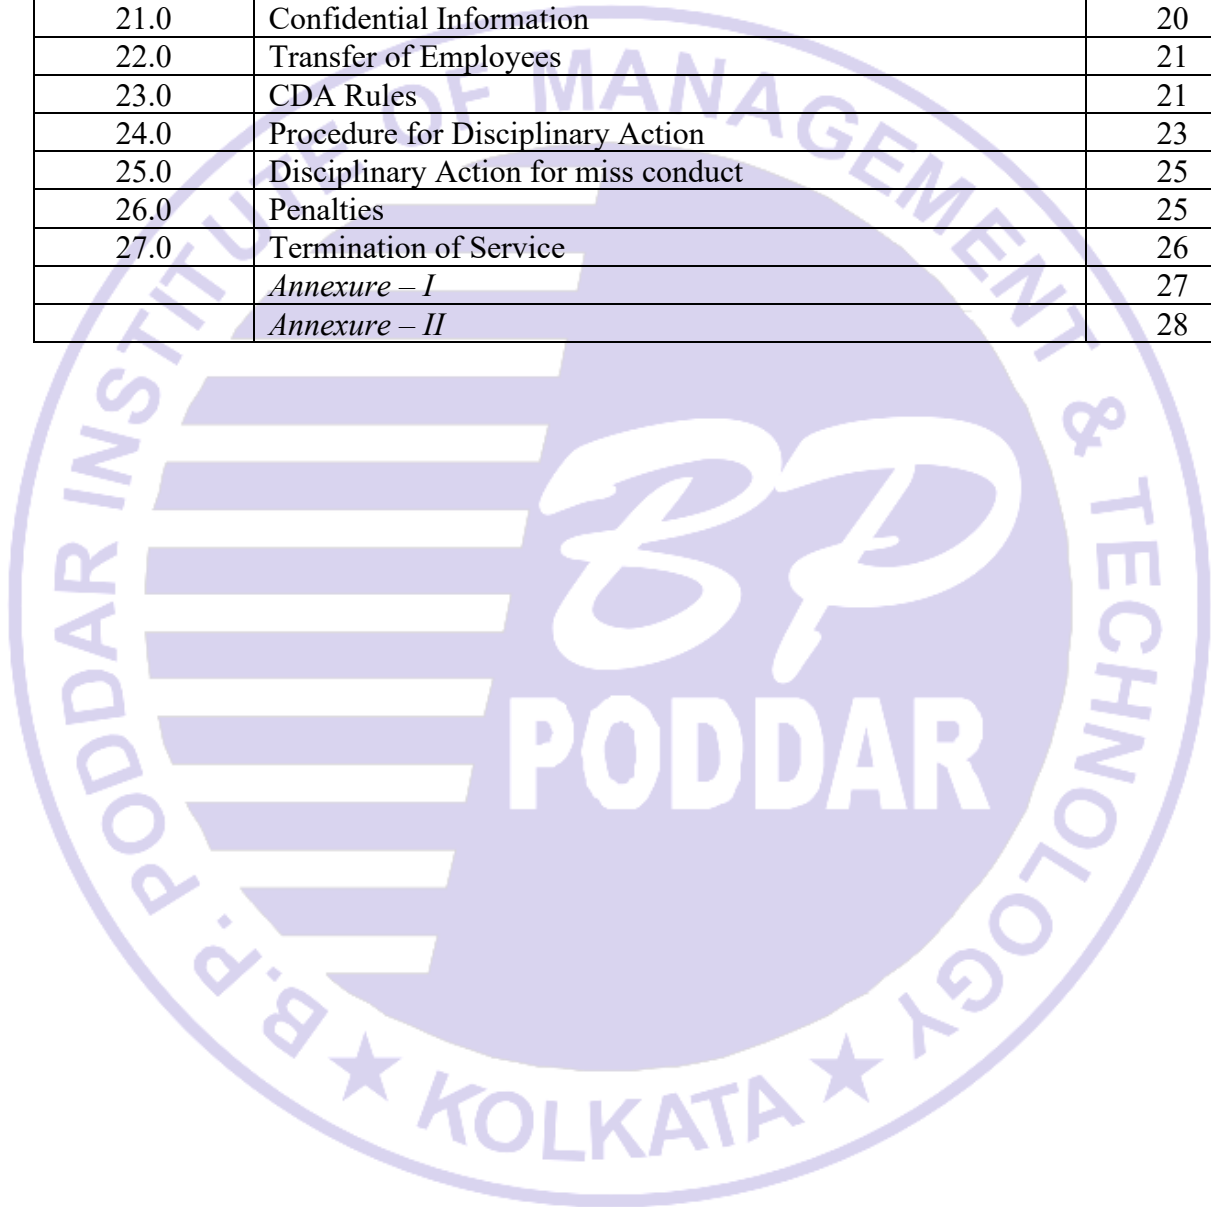 21.0 Confidential Information 20
22.0 Transfer of Employees 21
23.0 CDA Rules 21
24.0 Procedure for Disciplinary Action 23
25.0 Disciplinary Action for miss conduct 25
26.0 Penalties 25
27.0 Termination of Service 26
Annexure – I 27
Annexure – II 28
B.P. PODDAR INSTITUTE OF MANAGEMENT & TECHNOLOGY
BP
PODDAR
★ KOLKATA ★